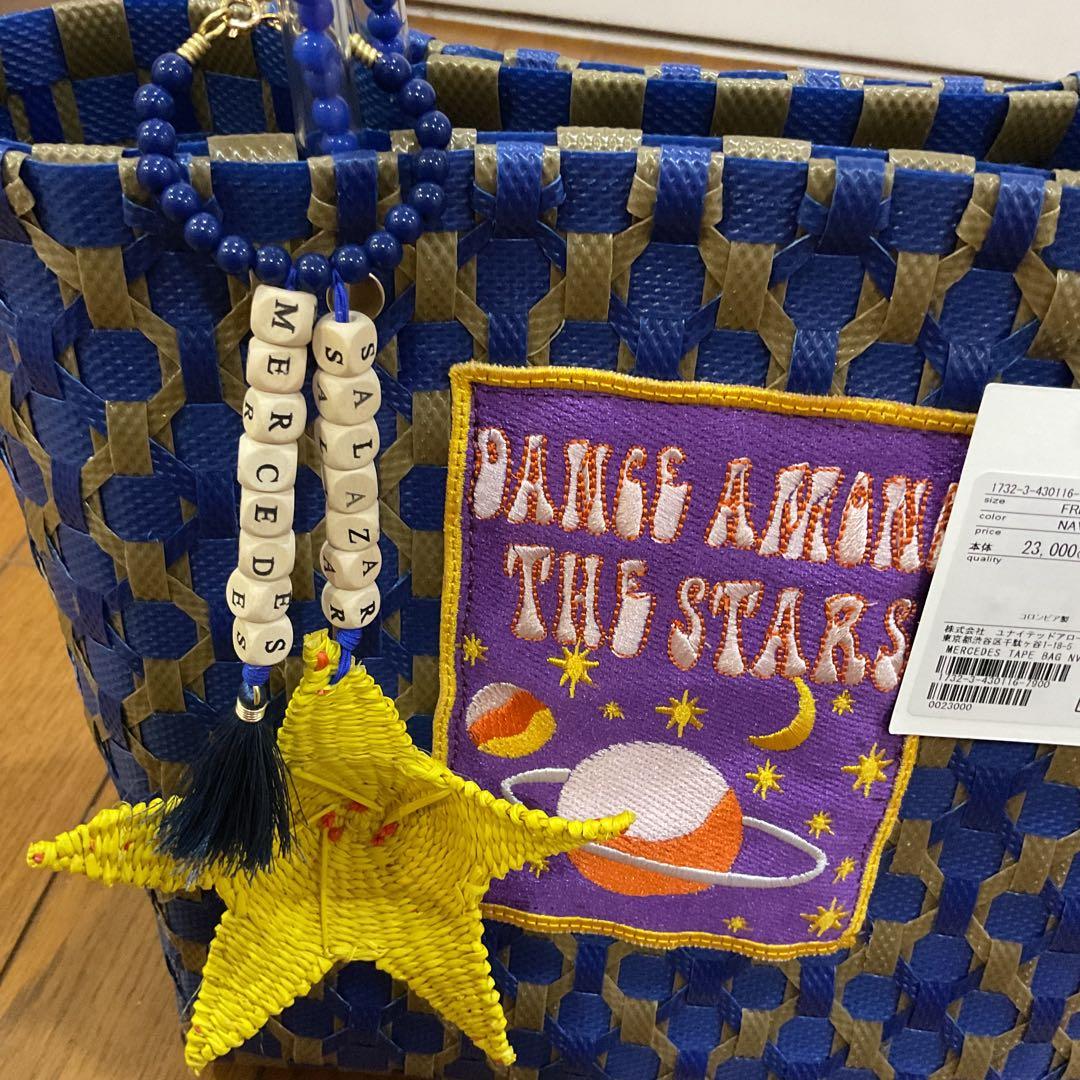 MERCEDES
SALAZAR
DANCE AMON
THE STARS
1732-3-430116-
size FR
color NA
price
本体 23,000
quality
コロンビア製
株式会社 ユナイテッドアロー
東京都渋谷区千駄ケ谷1-18-5
MERCEDES TAPE BAG NV
1732-3-430116-7900
0023000